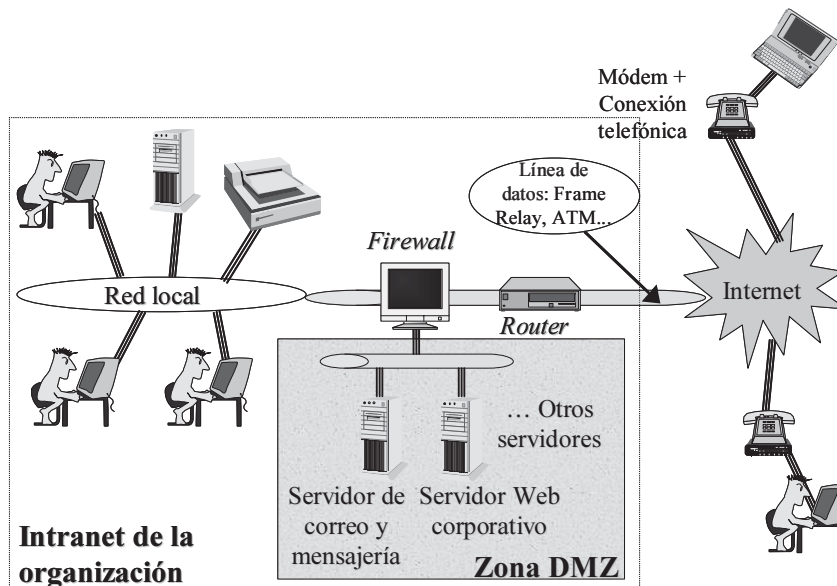 Módem +
Conexión
telefónica
Línea de
datos: Frame
Relay, ATM...
Firewall
Red local
Internet
Router
… Otros
servidores
Servidor de
correo y
mensajería
Servidor Web
corporativo
Intranet de la
organización
Zona DMZ